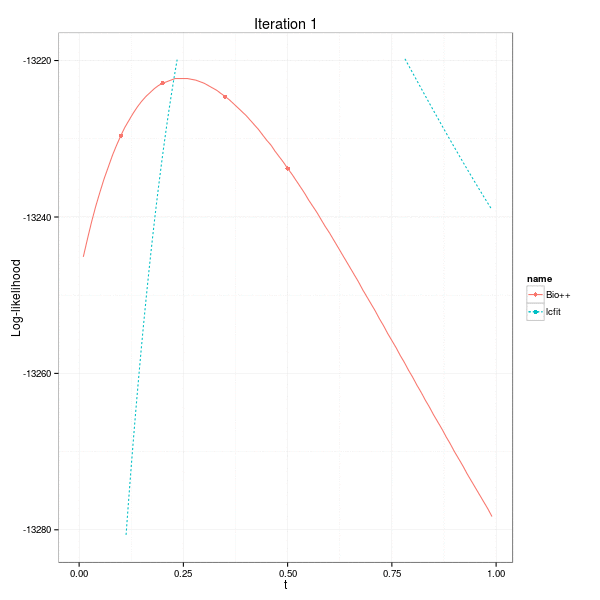 Iteration 1
-13220
-13240
-13260
-13280
Log-likelihood
0.00 0.25 0.50 0.75 1.00
t
name
Bio++
lcfit